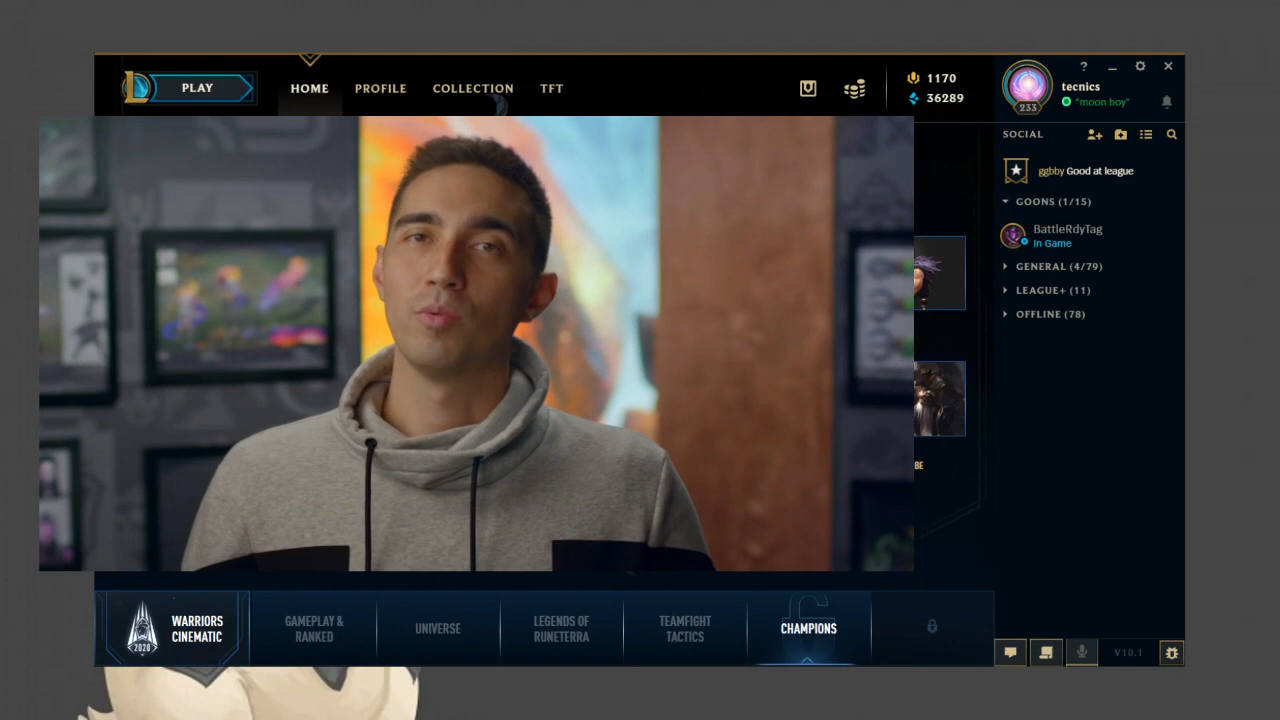 PLAY
HOME
PROFILE
COLLECTION
TFT
1170
36289
?
233
tecnics
"moon boy"
SOCIAL
ggbby Good at league
GOONS (1/15)
BattleRdyTag
In Game
GENERAL (4/79)
LEAGUE+ (11)
OFFLINE (78)
BE
2020
WARRIORS
CINEMATIC
GAMEPLAY &
RANKED
UNIVERSE
LEGENDS OF
RUNETERRA
TEAMFIGHT
TACTICS
CHAMPIONS
V10.1